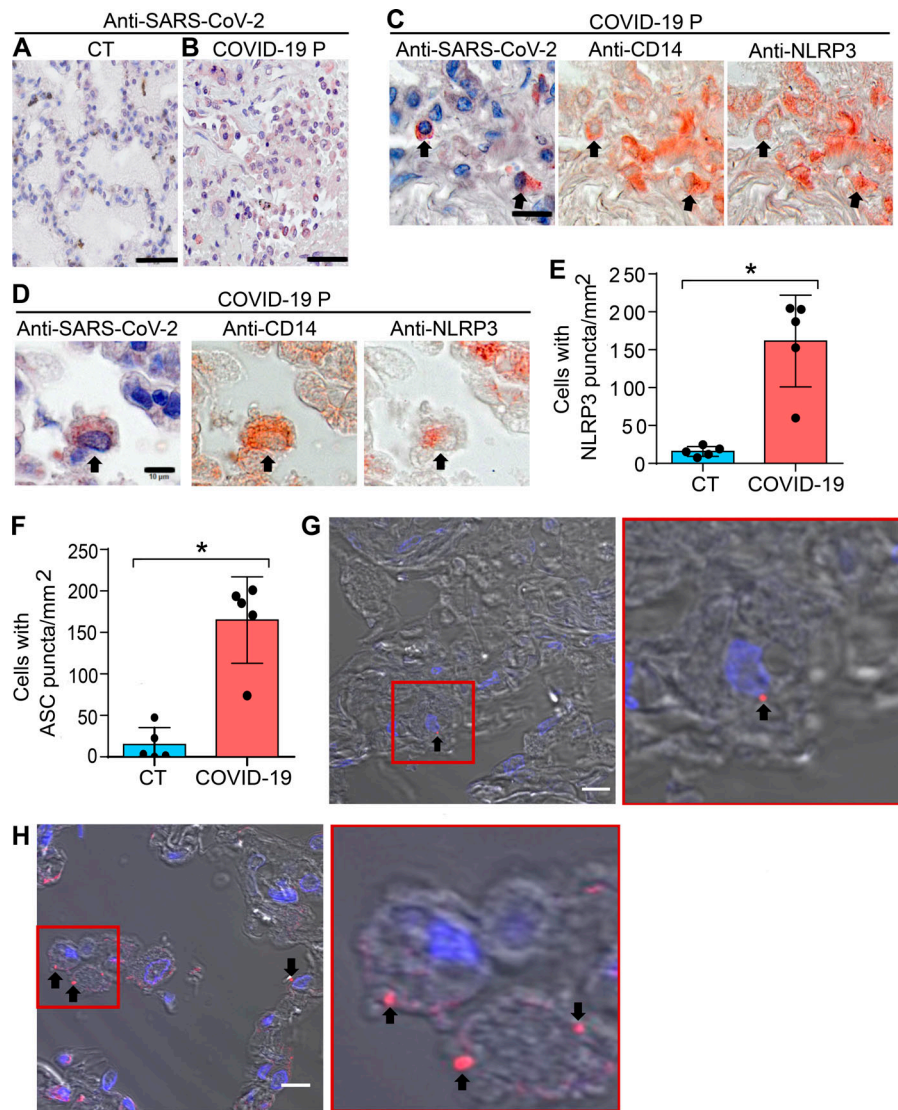 Anti-SARS-CoV-2
A CT
B COVID-19 P
C
COVID-19 P
Anti-SARS-CoV-2 Anti-CD14 Anti-NLRP3
D
COVID-19 P
Anti-SARS-CoV-2 Anti-CD14 Anti-NLRP3
10 µm
E
*
Cells with
NLRP3 puncta/mm²
250
200
150
100
50
0
CT COVID-19
F
*
Cells with
ASC puncta/mm²
250
200
150
100
50
0
CT COVID-19
G
H